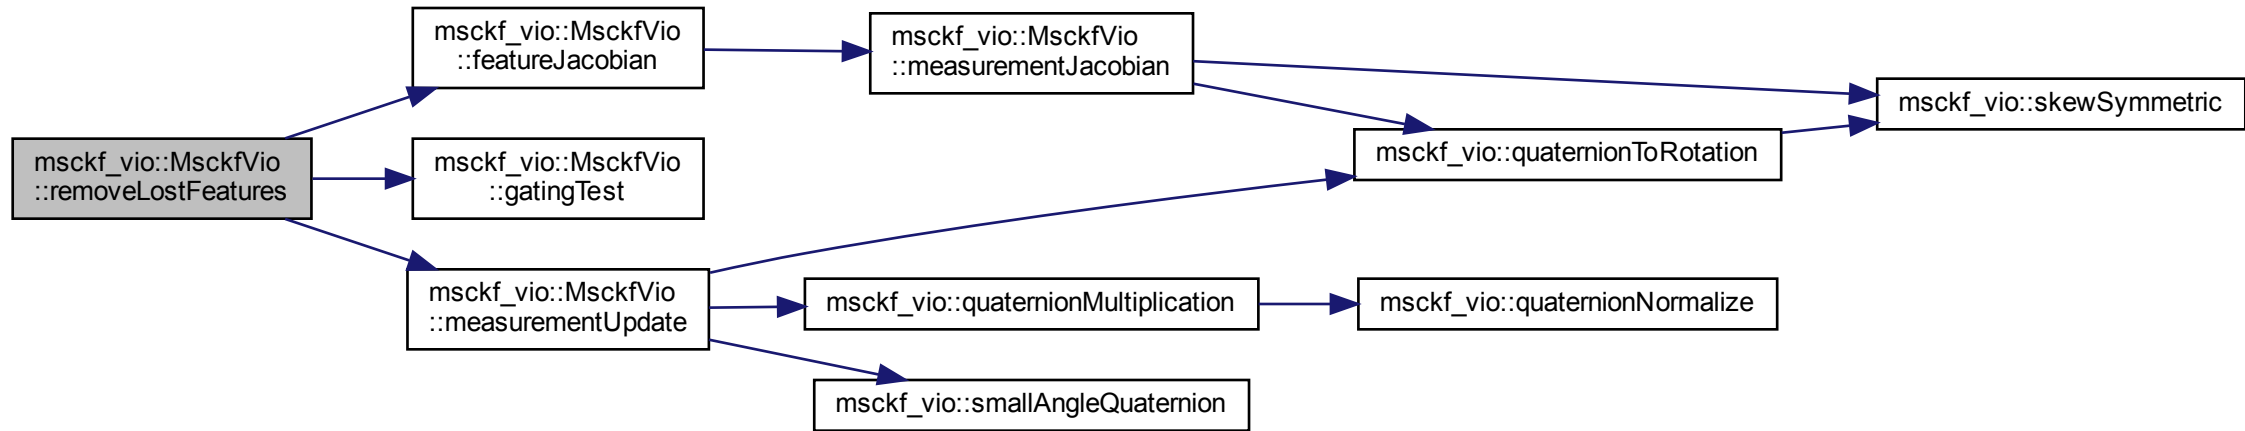 msckf_vio::MsckfVio
::removeLostFeatures
msckf_vio::MsckfVio
::featureJacobian
msckf_vio::MsckfVio
::gatingTest
msckf_vio::MsckfVio
::measurementUpdate
msckf_vio::MsckfVio
::measurementJacobian
msckf_vio::quaternionMultiplication
msckf_vio::smallAngleQuaternion
msckf_vio::quaternionToRotation
msckf_vio::quaternionNormalize
msckf_vio::skewSymmetric